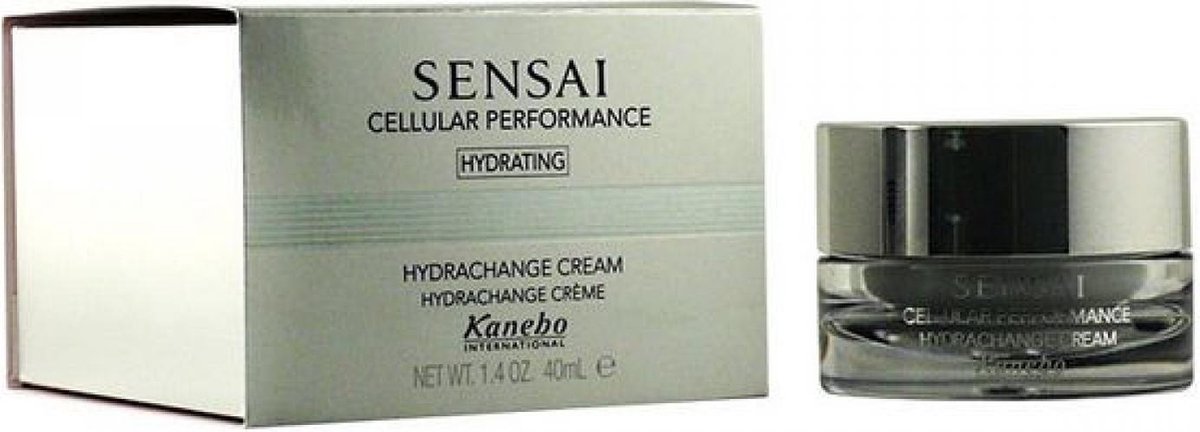 SENSAI
CELLULAR PERFORMANCE
HYDRATING
HYDRACHANGE CREAM
HYDRACHANGE CRÈME
Kanebo
INTERNATIONAL
NET WT. 1.4 OZ. 40mL ℮
SENSAI
CELLULAR PERFORMANCE
HYDRACHANGE CREAM
Kanebo